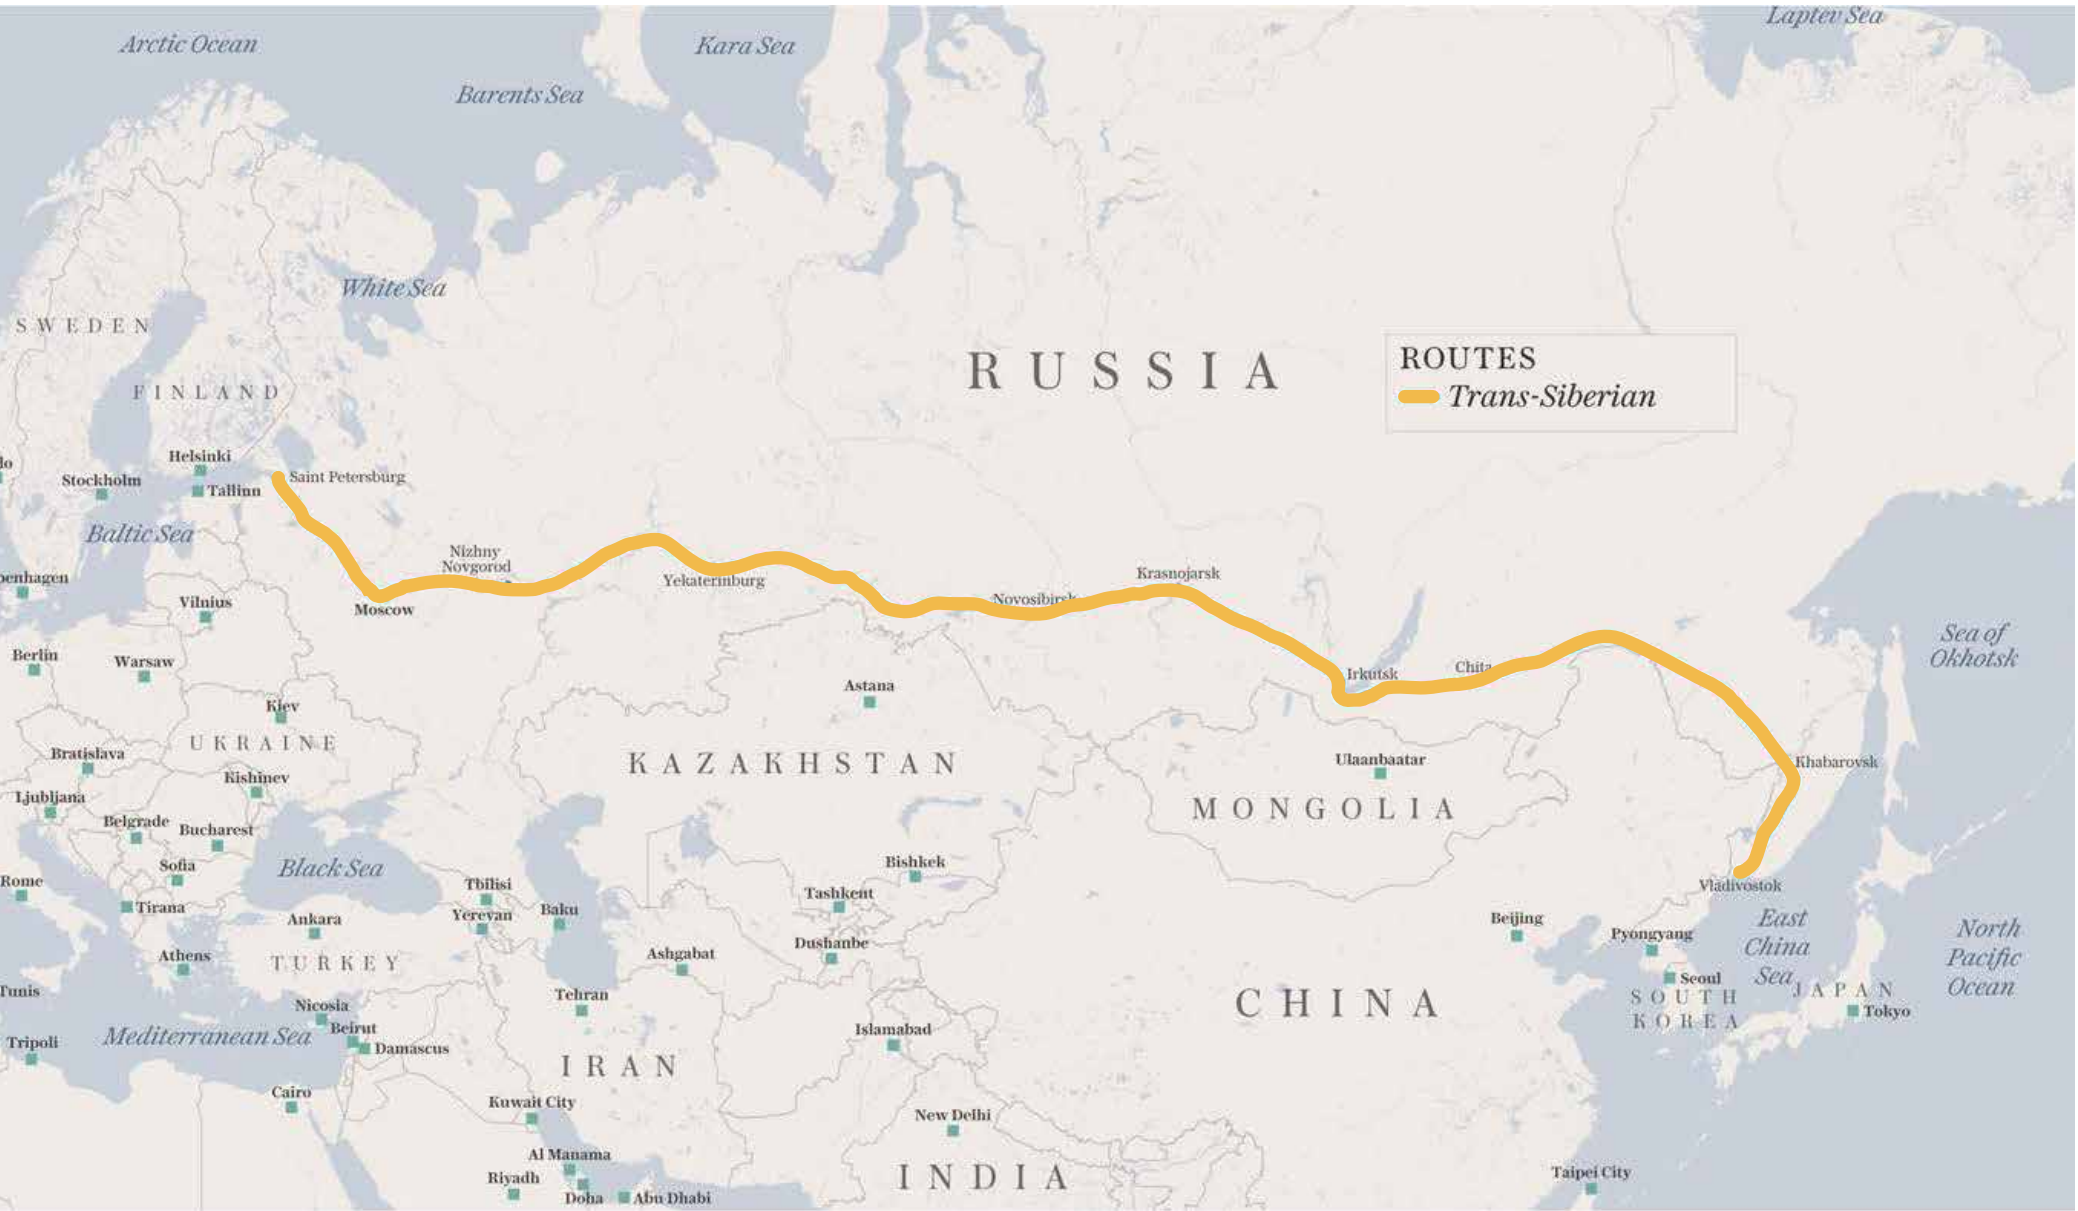 Laptev Sea
Arctic Ocean
Kara Sea
Barents Sea
White Sea
SWEDEN
RUSSIA
ROUTES
Trans-Siberian
FINLAND
Helsinki
Saint Petersburg
Stockholm
Tallinn
Baltic Sea
Nizhny
Novgorod
Yekaterinburg
Krasnojarsk
Novosibirsk
Moscow
Vilnius
Sea of
Okhotsk
Berlin
Warsaw
Irkutsk
Chita
Astana
Kiev
UKRAINE
Bratislava
KAZAKHSTAN
Ulaanbaatar
Khabarovsk
Kishinev
Ljubljana
MONGOLIA
Belgrade
Bucharest
Black Sea
Sofia
Bishkek
Rome
Tbilisi
Tashkent
Vladivostok
Tirana
Ankara
Yerevan
Baku
Beijing
East
China
Sea
North
Pacific
Ocean
Pyongyang
Dushanbe
Athens
TURKEY
Ashgabat
Seoul
SOUTH
KOREA
JAPAN
Tokyo
Tunis
Nicosia
Tehran
CHINA
Mediterranean Sea
Beirut
Damascus
Islamabad
Tripoli
IRAN
Cairo
Kuwait City
New Delhi
Al Manama
INDIA
Riyadh
Doha
Abu Dhabi
Taipei City